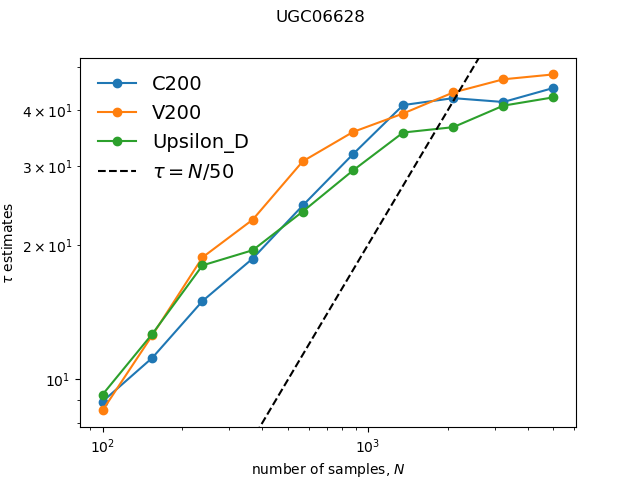 UGC06628
C200
V200
Upsilon_D
τ = N/50
4 × 10¹
3 × 10¹
2 × 10¹
10¹
τ estimates
10² 10³
number of samples, N